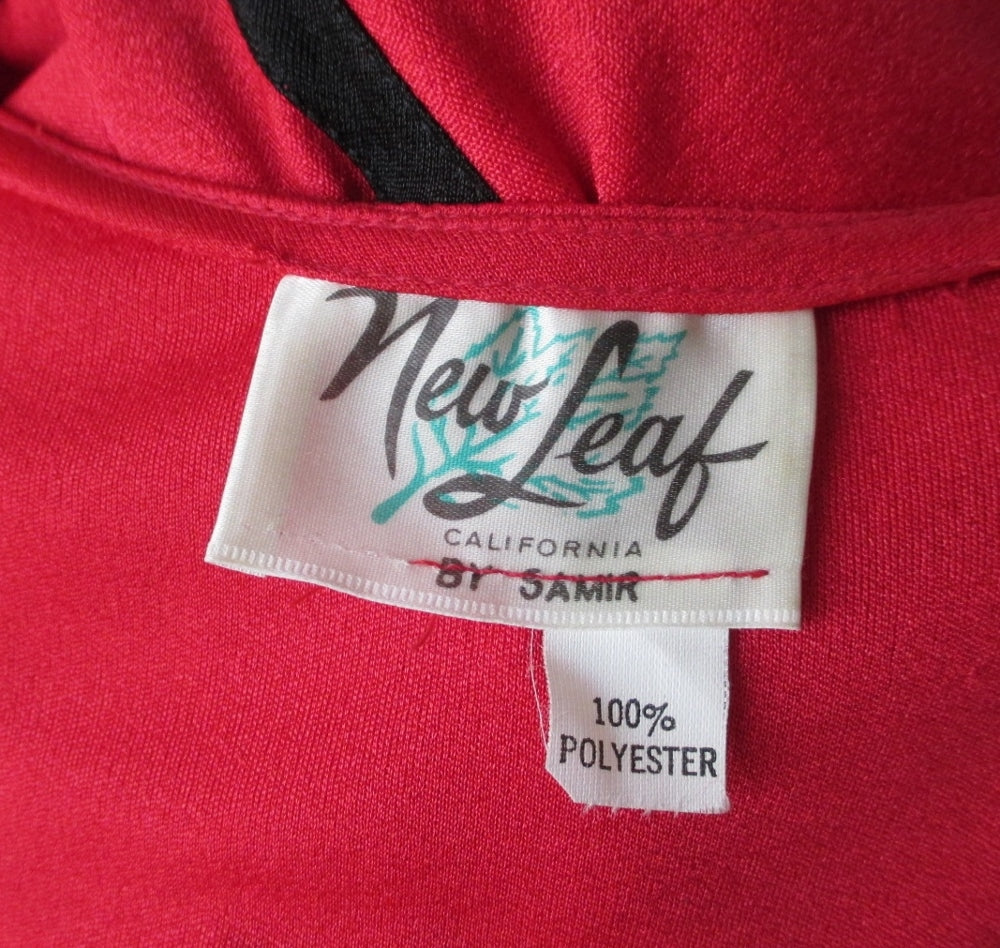 New Leaf
CALIFORNIA
BY SAMIR
100%
POLYESTER